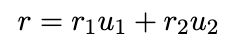 r = r₁u₁ + r₂u₂